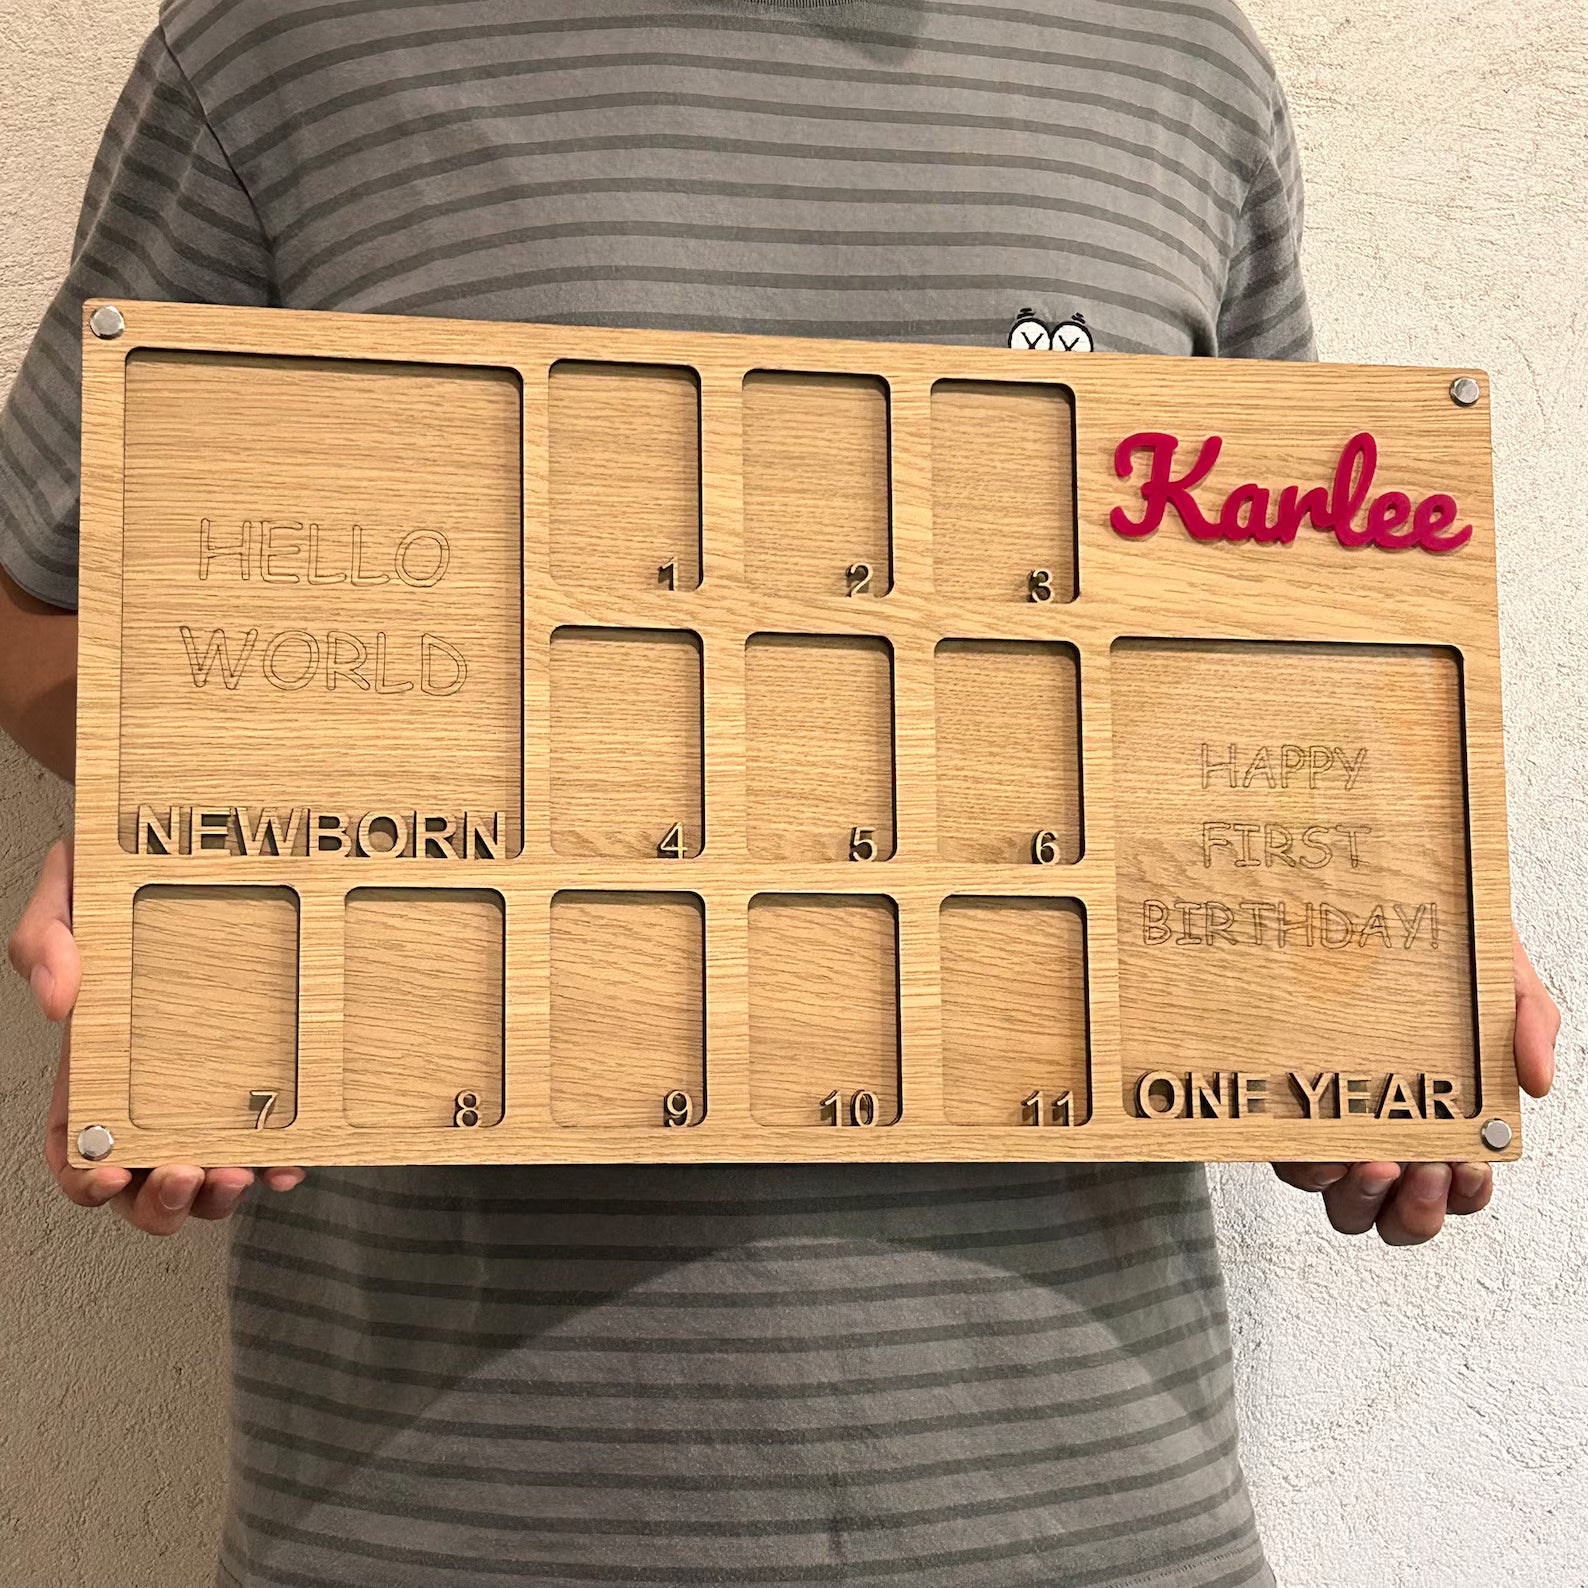 HELLO
WORLD
NEWBORN
1
2
3
Karlee
4
5
6
HAPPY
FIRST
BIRTHDAY!
7
8
9
10
11
ONE YEAR